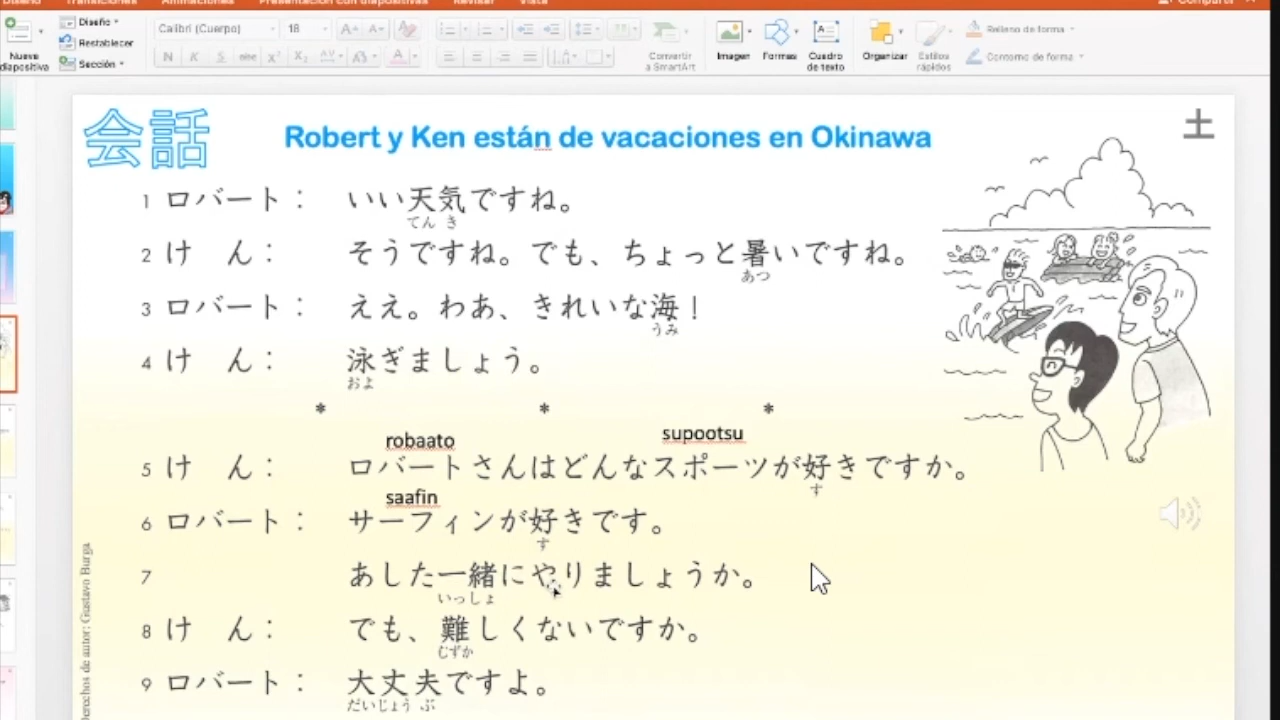 Diseño Transiciones Animaciones Presentación con diapositivas Revisar Vista Compartir
Nueva diapositiva
Diseño
Restablecer
Sección
Calibri (Cuerpo) 18
Convertir a SmartArt
Imagen
Formas
Cuadro de texto
Organizar
Estilos rápidos
Relleno de forma
Contorno de forma
会話
Robert y Ken están de vacaciones en Okinawa
土
1 ロバート： いい天気ですね。
てん き
2 け ん： そうですね。でも、ちょっと暑いですね。
あつ
3 ロバート： ええ。わあ、きれいな海！
うみ
4 け ん： 泳ぎましょう。
およ
* * *
robaato supootsu
5 け ん： ロバートさんはどんなスポーツが好きですか。
す
saafin
6 ロバート： サーフィンが好きです。
す
7 あした一緒にやりましょうか。
いっしょ
8 け ん： でも、難しくないですか。
むずか
9 ロバート： 大丈夫ですよ。
だいじょう ぶ
Derechos de autor: Gustavo Burga